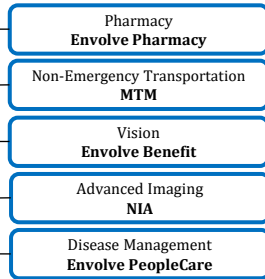 Pharmacy
Envolve Pharmacy
Non-Emergency Transportation
MTM
Vision
Envolve Benefit
Advanced Imaging
NIA
Disease Management
Envolve PeopleCare